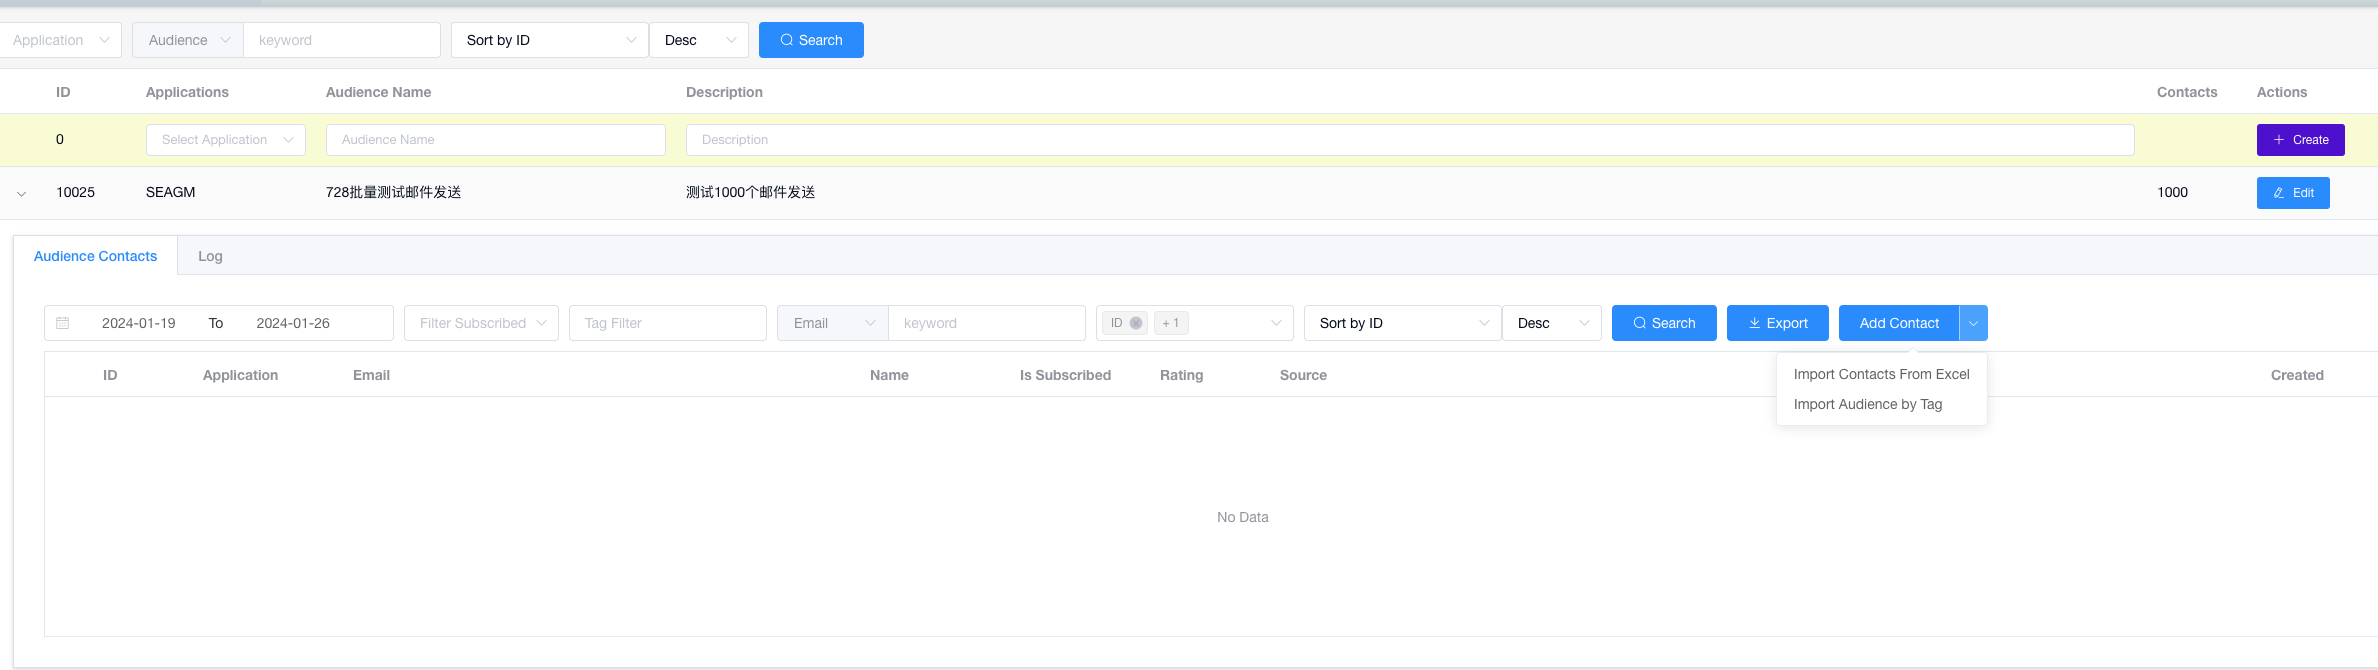 Application Audience keyword Sort by ID Desc Search
ID Applications Audience Name Description Contacts Actions
0 Select Application Audience Name Description + Create
10025 SEAGM 728批量测试邮件发送 测试1000个邮件发送 1000 Edit
Audience Contacts Log
2024-01-19 To 2024-01-26 Filter Subscribed Tag Filter Email keyword ID + 1 Sort by ID Desc Search Export Add Contact
ID Application Email Name Is Subscribed Rating Source Created
Import Contacts From Excel
Import Audience by Tag
No Data